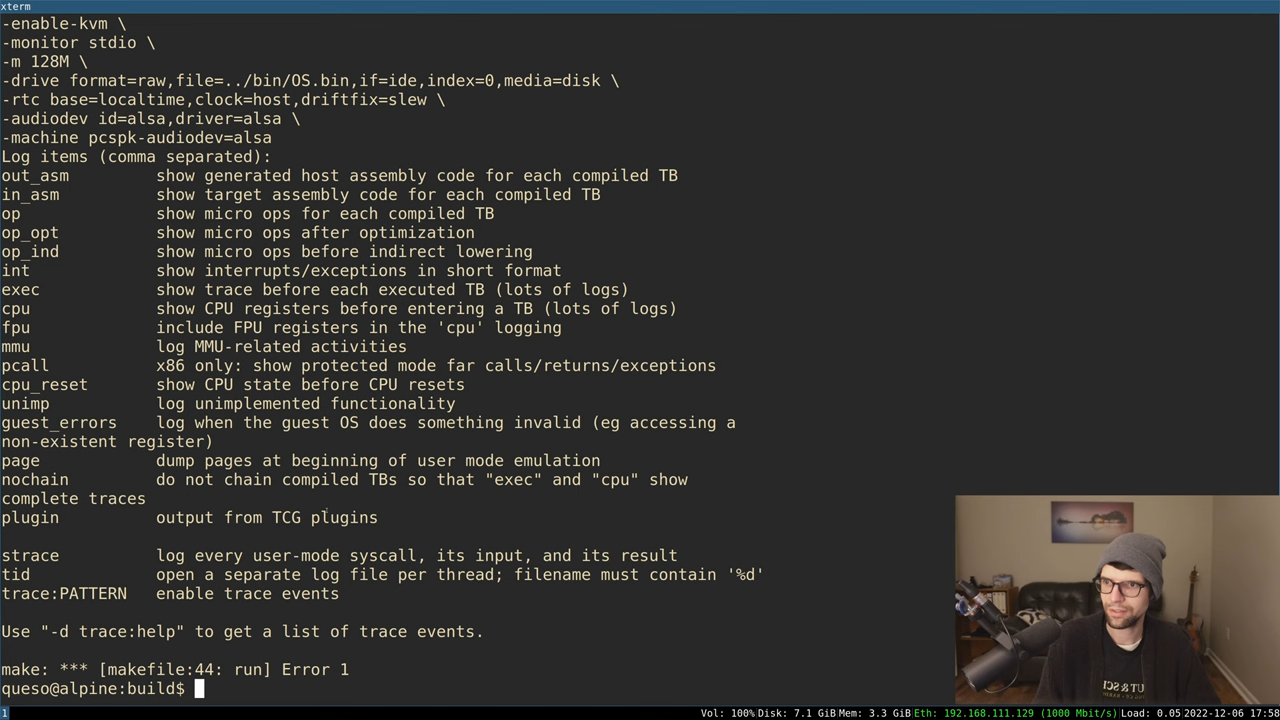 xterm
-enable-kvm \
-monitor stdio \
-m 128M \
-drive format=raw,file=../bin/OS.bin,if=ide,index=0,media=disk \
-rtc base=localtime,clock=host,driftfix=slew \
-audiodev id=alsa,driver=alsa \
-machine pcspk-audiodev=alsa
Log items (comma separated):
out_asm         show generated host assembly code for each compiled TB
in_asm          show target assembly code for each compiled TB
op              show micro ops for each compiled TB
op_opt          show micro ops after optimization
op_ind          show micro ops before indirect lowering
int             show interrupts/exceptions in short format
exec            show trace before each executed TB (lots of logs)
cpu             show CPU registers before entering a TB (lots of logs)
fpu             include FPU registers in the 'cpu' logging
mmu             log MMU-related activities
pcall           x86 only: show protected mode far calls/returns/exceptions
cpu_reset       show CPU state before CPU resets
unimp           log unimplemented functionality
guest_errors    log when the guest OS does something invalid (eg accessing a
non-existent register)
page            dump pages at beginning of user mode emulation
nochain         do not chain compiled TBs so that "exec" and "cpu" show
complete traces
plugin          output from TCG plugins
strace          log every user-mode syscall, its input, and its result
tid             open a separate log file per thread; filename must contain '%d'
trace:PATTERN   enable trace events
Use "-d trace:help" to get a list of trace events.
make: *** [makefile:44: run] Error 1
queso@alpine:build$
1 Vol: 100% Disk: 7.1 GiB Mem: 3.3 GiB Eth: 192.168.111.129 (1000 Mbit/s) Load: 0.05 2022-12-06 17:58